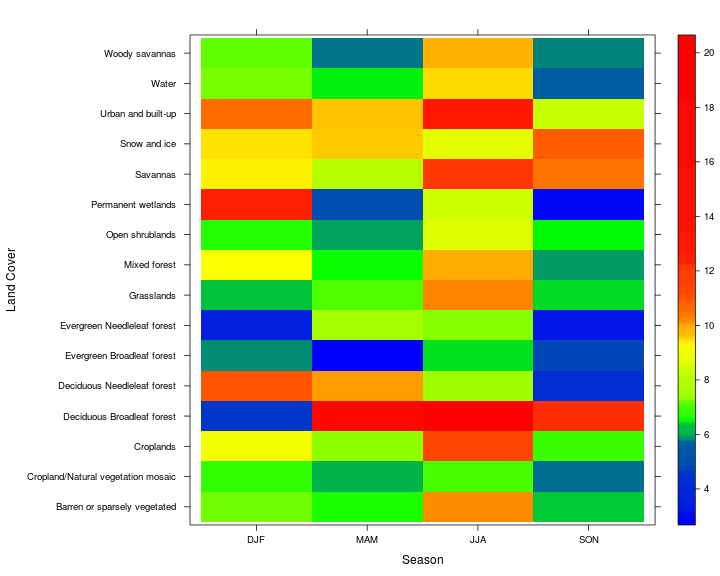 Woody savannas
Water
Urban and built-up
Snow and ice
Savannas
Permanent wetlands
Open shrublands
Mixed forest
Grasslands
Evergreen Needleleaf forest
Evergreen Broadleaf forest
Deciduous Needleleaf forest
Deciduous Broadleaf forest
Croplands
Cropland/Natural vegetation mosaic
Barren or sparsely vegetated
Land Cover
DJF MAM JJA SON
Season
20
18
16
14
12
10
8
6
4